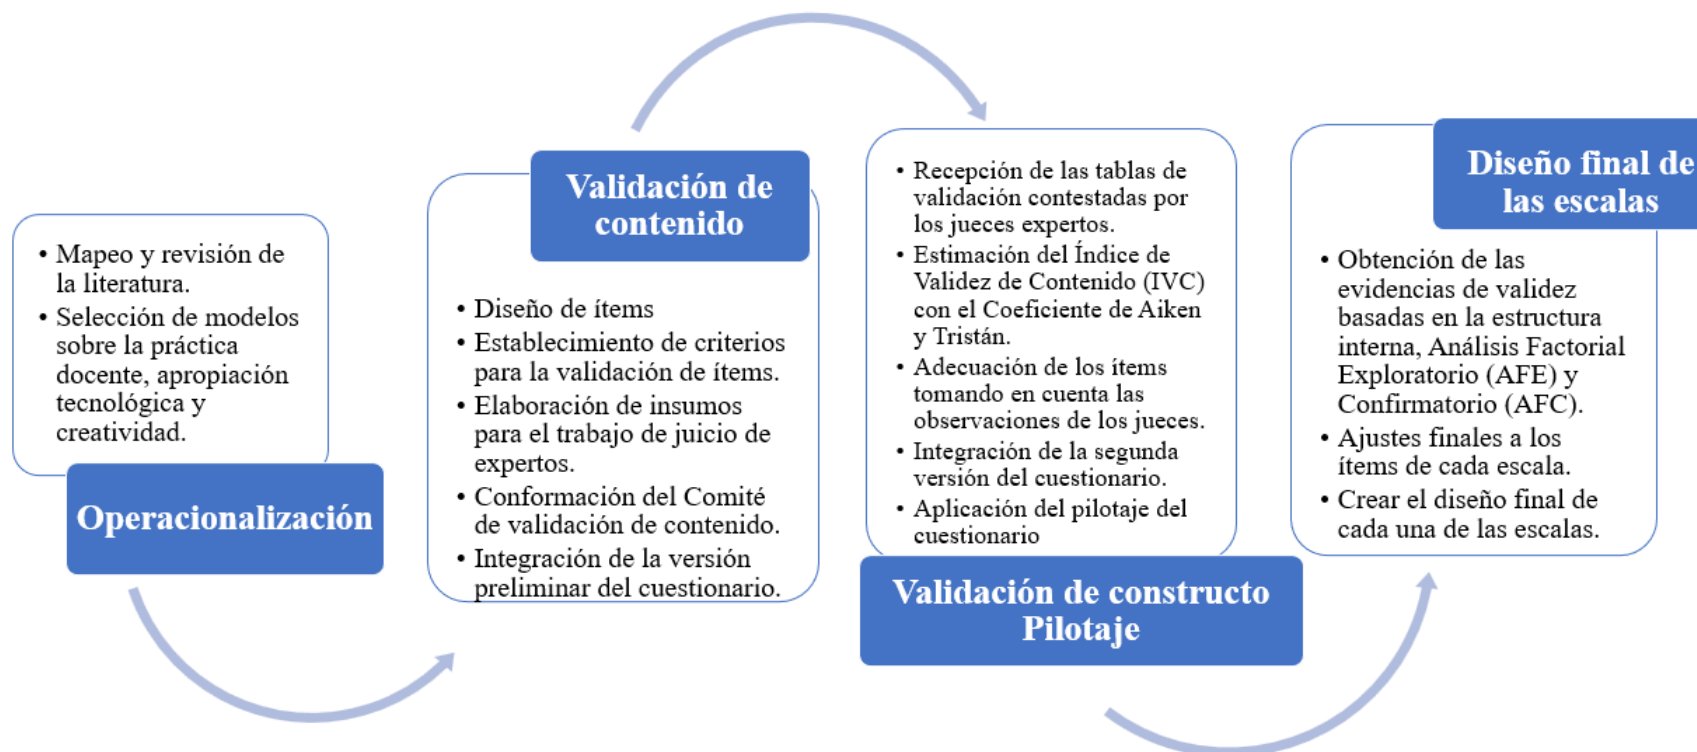 • Mapeo y revisión de
la literatura.
• Selección de modelos
sobre la práctica
docente, apropiación
tecnológica y
creatividad.
Operacionalización
Validación de
contenido
• Diseño de ítems
• Establecimiento de criterios
para la validación de ítems.
• Elaboración de insumos
para el trabajo de juicio de
expertos.
• Conformación del Comité
de validación de contenido.
• Integración de la versión
preliminar del cuestionario.
• Recepción de las tablas de
validación contestadas por
los jueces expertos.
• Estimación del Índice de
Validez de Contenido (IVC)
con el Coeficiente de Aiken
y Tristán.
• Adecuación de los ítems
tomando en cuenta las
observaciones de los jueces.
• Integración de la segunda
versión del cuestionario.
• Aplicación del pilotaje del
cuestionario
Validación de constructo
Pilotaje
Diseño final de
las escalas
• Obtención de las
evidencias de validez
basadas en la estructura
interna, Análisis Factorial
Exploratorio (AFE) y
Confirmatorio (AFC).
• Ajustes finales a los
ítems de cada escala.
• Crear el diseño final de
cada una de las escalas.